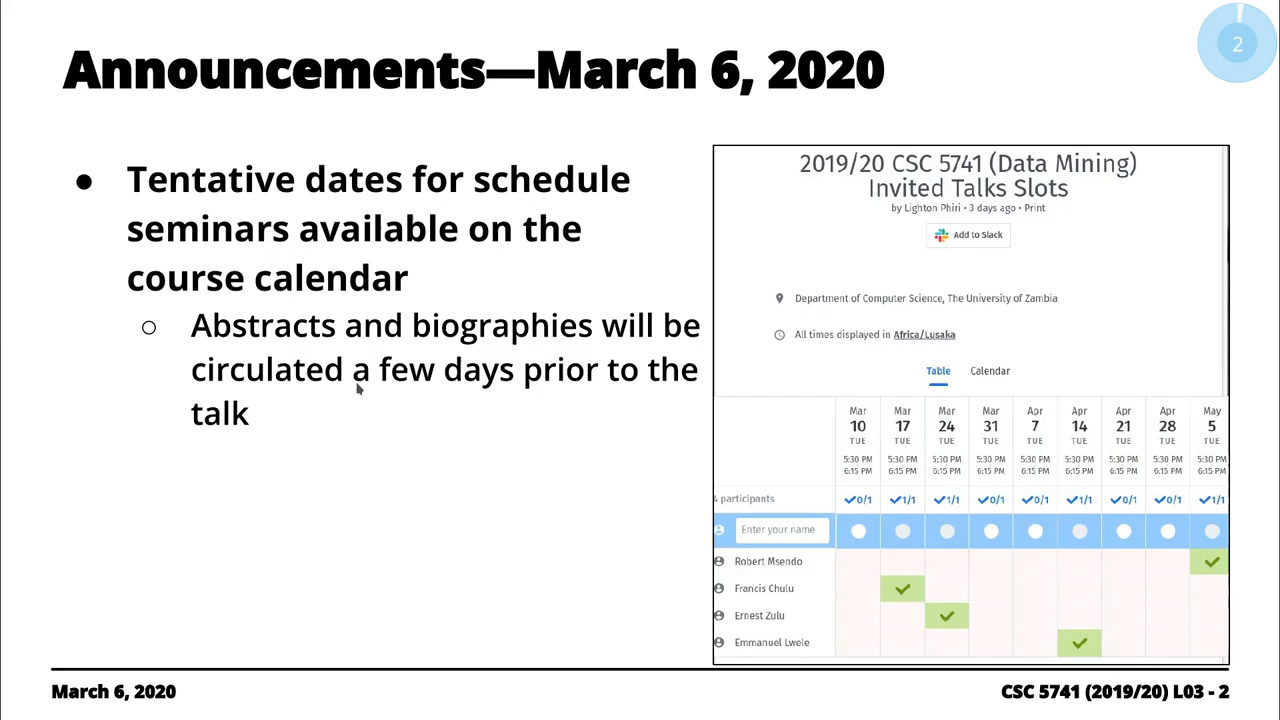 2
Announcements—March 6, 2020
● Tentative dates for schedule
seminars available on the
course calendar
○ Abstracts and biographies will be
circulated a few days prior to the
talk
2019/20 CSC 5741 (Data Mining)
Invited Talks Slots
by Lighton Phiri • 3 days ago • Print
Add to Slack
Department of Computer Science, The University of Zambia
All times displayed in Africa/Lusaka
Table Calendar
Mar Mar Mar Mar Apr Apr Apr Apr May
10 17 24 31 7 14 21 28 5
TUE TUE TUE TUE TUE TUE TUE TUE TUE
5:30 PM 5:30 PM 5:30 PM 5:30 PM 5:30 PM 5:30 PM 5:30 PM 5:30 PM 5:30 PM
6:15 PM 6:15 PM 6:15 PM 6:15 PM 6:15 PM 6:15 PM 6:15 PM 6:15 PM 6:15 PM
4 participants ✓0/1 ✓1/1 ✓1/1 ✓0/1 ✓0/1 ✓1/1 ✓0/1 ✓0/1 ✓1/1
Enter your name
Robert Msendo
Francis Chulu
Ernest Zulu
Emmanuel Lwele
March 6, 2020
CSC 5741 (2019/20) L03 - 2